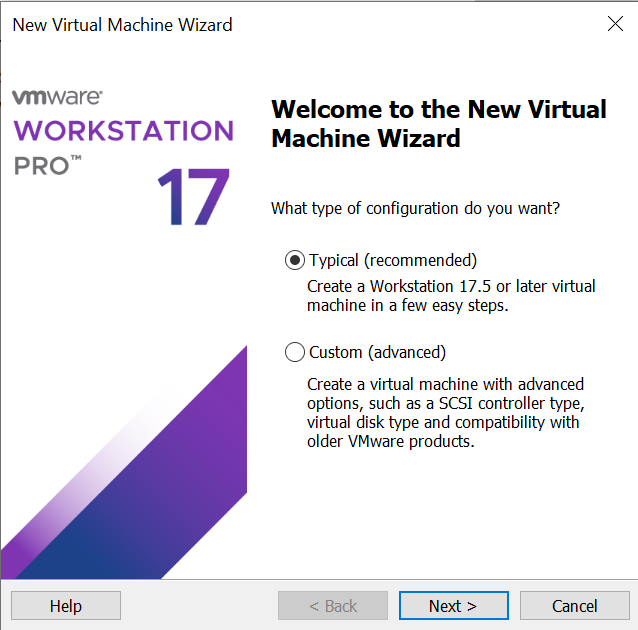 New Virtual Machine Wizard
vmware®
WORKSTATION
PRO™
17
Welcome to the New Virtual
Machine Wizard
What type of configuration do you want?
Typical (recommended)
Create a Workstation 17.5 or later virtual
machine in a few easy steps.
Custom (advanced)
Create a virtual machine with advanced
options, such as a SCSI controller type,
virtual disk type and compatibility with
older VMware products.
Help
< Back
Next >
Cancel